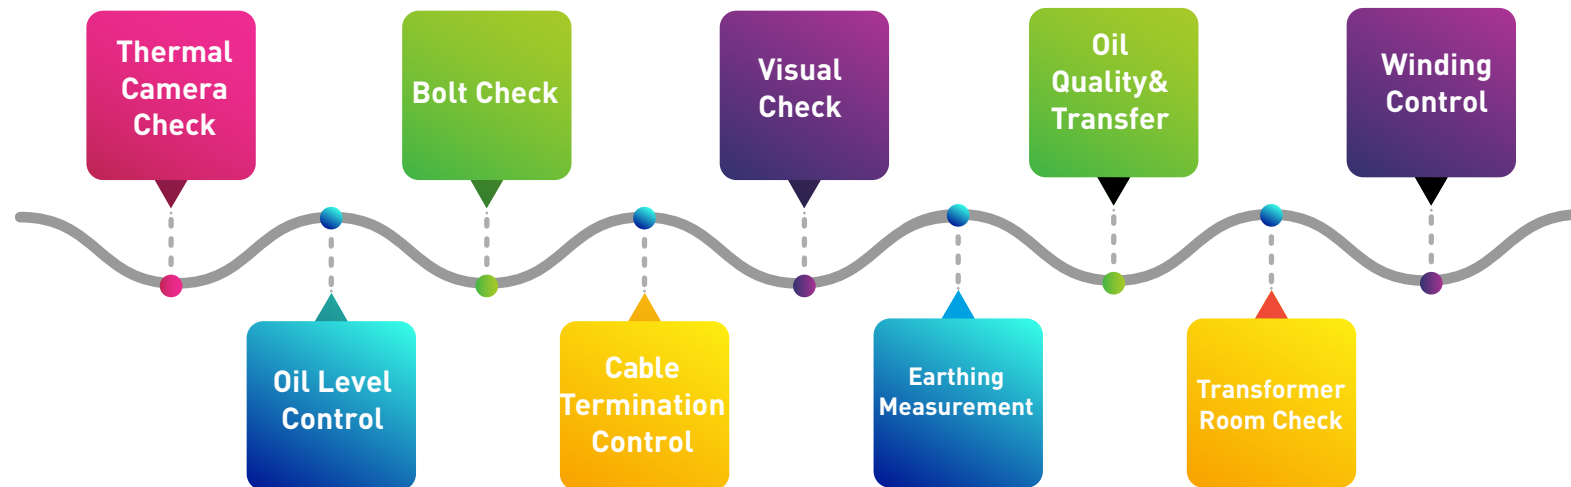 Thermal
Camera
Check
Oil Level
Control
Bolt Check
Cable
Termination
Control
Visual
Check
Earthing
Measurement
Oil
Quality&
Transfer
Transformer
Room Check
Winding
Control